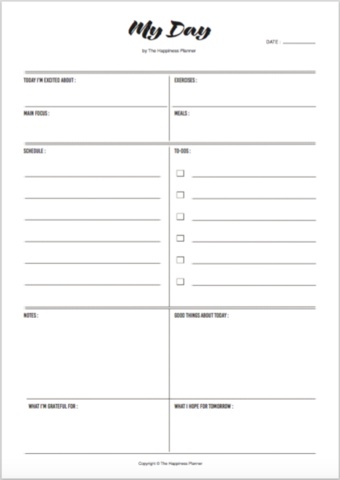 My Day
by The Happiness Planner
DATE :
TODAY I'M EXCITED ABOUT :
EXERCISES :
MAIN FOCUS :
MEALS :
SCHEDULE :
TO-DOS :
NOTES :
GOOD THINGS ABOUT TODAY :
WHAT I'M GRATEFUL FOR :
WHAT I HOPE FOR TOMORROW :
Copyright © The Happiness Planner